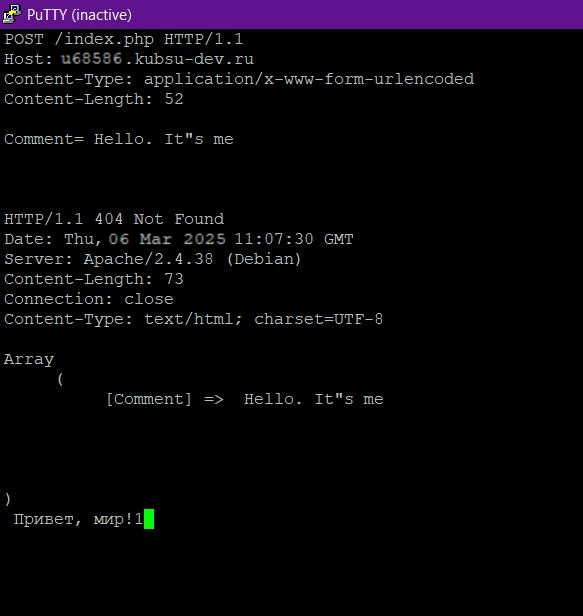 PuTTY (inactive)
POST /index.php HTTP/1.1
Host: u68586.kubsu-dev.ru
Content-Type: application/x-www-form-urlencoded
Content-Length: 52
Comment= Hello. It"s me
HTTP/1.1 404 Not Found
Date: Thu, 06 Mar 2025 11:07:30 GMT
Server: Apache/2.4.38 (Debian)
Content-Length: 73
Connection: close
Content-Type: text/html; charset=UTF-8
Array
(
[Comment] =>  Hello. It"s me
)
Привет, мир!1